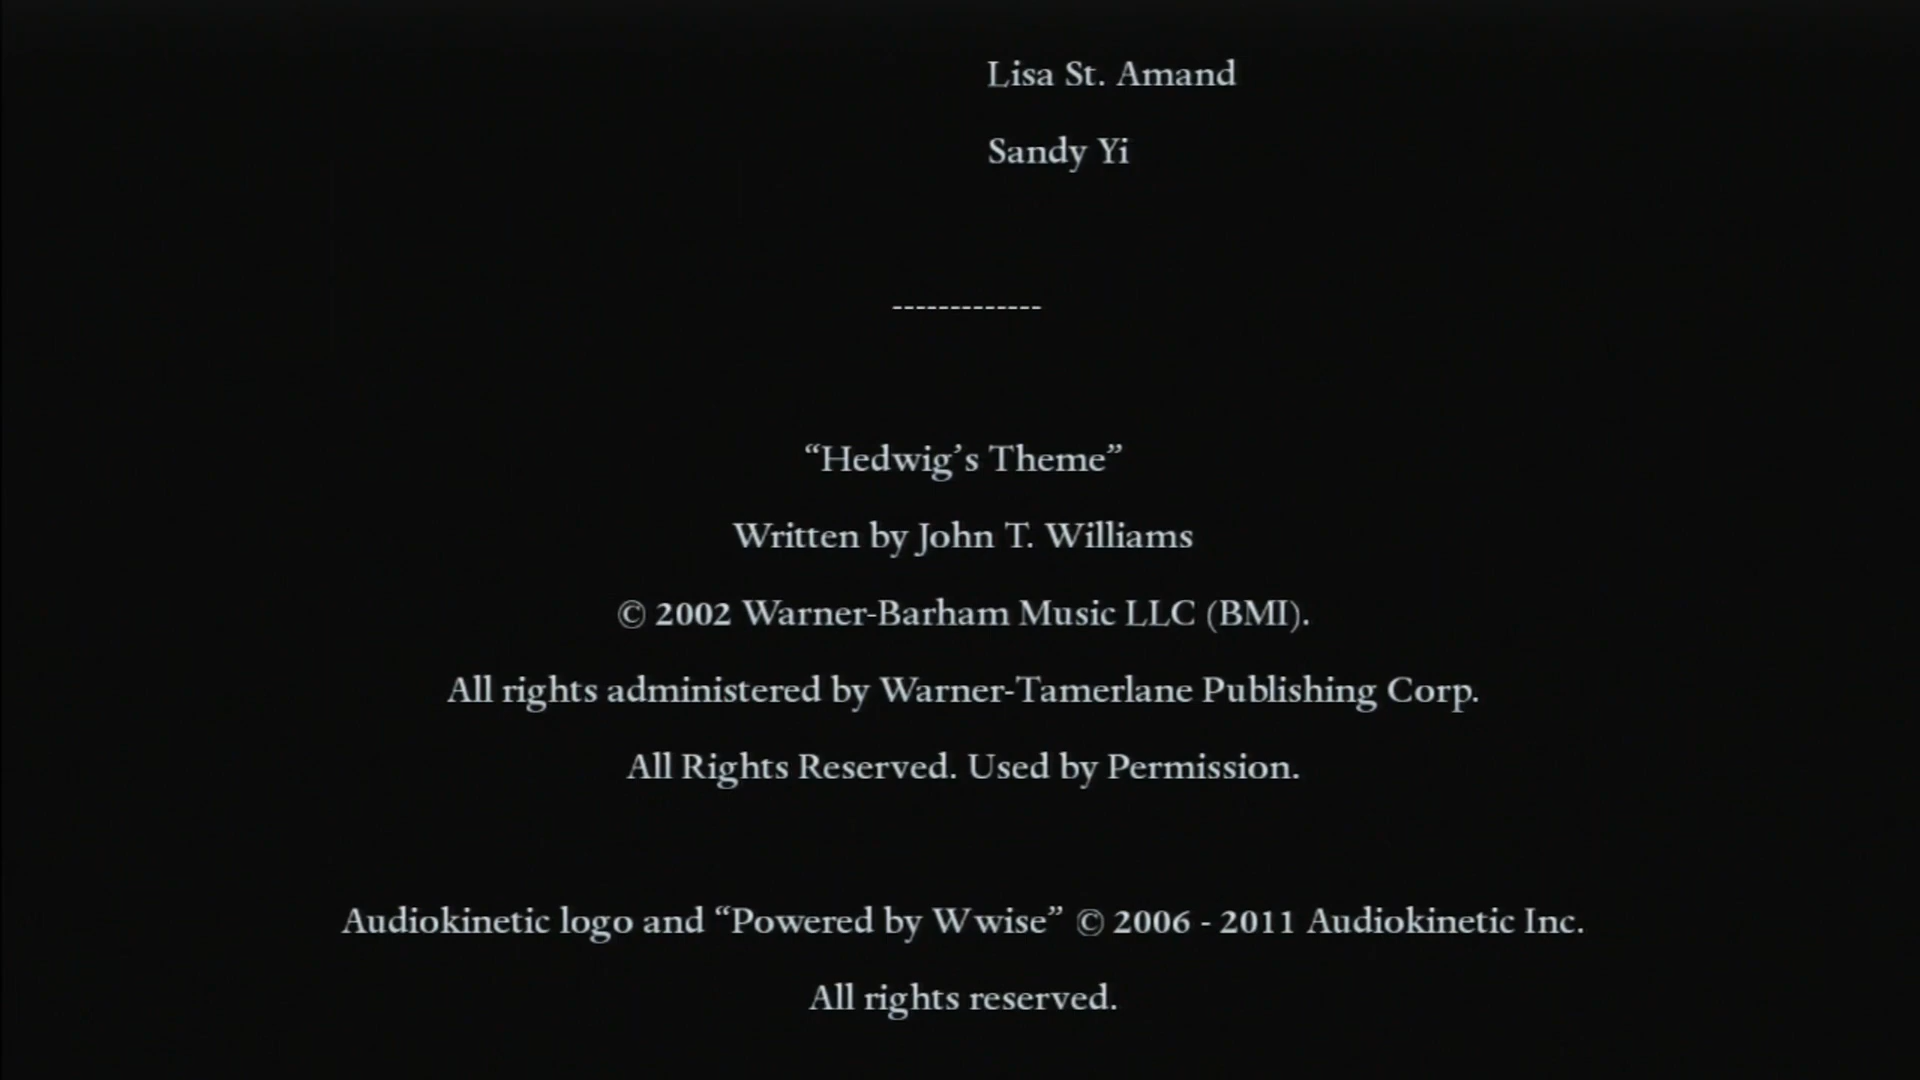 Lisa St. Amand
Sandy Yi
-------------
“Hedwig’s Theme”
Written by John T. Williams
© 2002 Warner-Barham Music LLC (BMI).
All rights administered by Warner-Tamerlane Publishing Corp.
All Rights Reserved. Used by Permission.
Audiokinetic logo and “Powered by Wwise” © 2006 - 2011 Audiokinetic Inc.
All rights reserved.